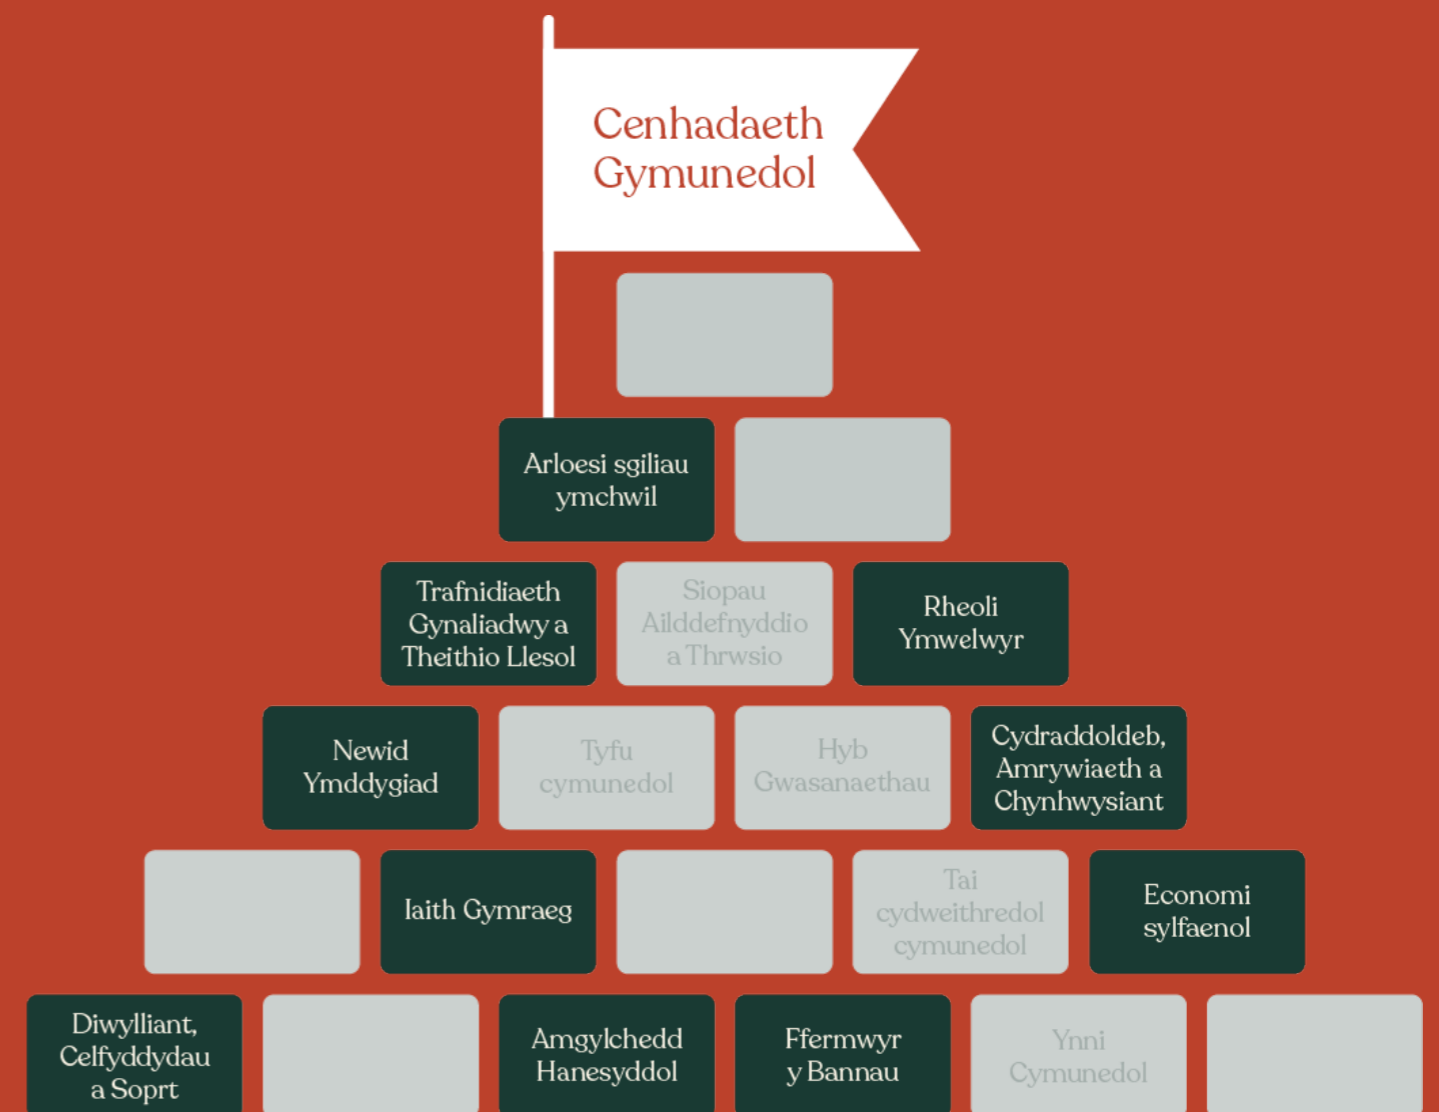 Cenhadaeth
Gymunedol
Arloesi sgiliau
ymchwil
Trafnidiaeth
Gynaliadwy a
Theithio Llesol
Siopau
Ailddefnyddio
a Thrwsio
Rheoli
Ymwelwyr
Newid
Ymddygiad
Tyfu
cymunedol
Hyb
Gwasanaethau
Cydraddoldeb,
Amrywiaeth a
Chynhwysiant
Iaith Gymraeg
Tai
cydweithredol
cymunedol
Economi
sylfaenol
Diwylliant,
Celfyddydau
a Soprt
Amgylchedd
Hanesyddol
Ffermwyr
y Bannau
Ynni
Cymunedol